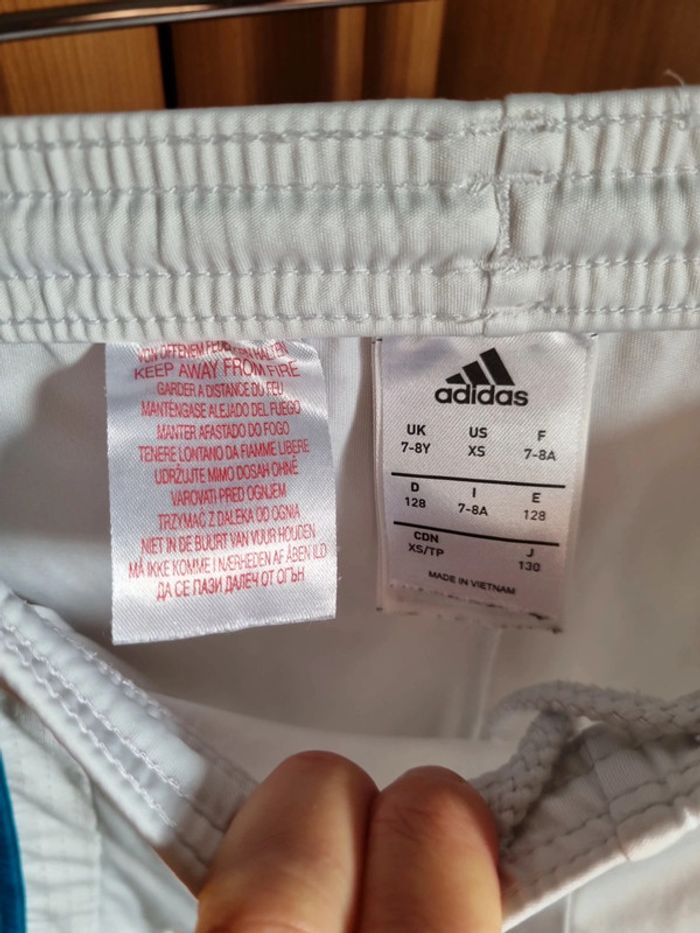 VON OFFENEM FEUER FERNHALTEN
KEEP AWAY FROM FIRE
GARDER A DISTANCE DU FEU
MANTÉNGASE ALEJADO DEL FUEGO
MANTER AFASTADO DO FOGO
TENERE LONTANO DA FIAMME LIBERE
UDRŽUJTE MIMO DOSAH OHNĚ
VAROVATI PRED OGNJEM
TRZYMAĆ Z DALEKA OD OGNIA
NIET IN DE BUURT VAN VUUR HOUDEN
MÅ IKKE KOMME I NÆRHEDEN AF ÅBEN ILD
ДА СЕ ПАЗИ ДАЛЕЧ ОТ ОГЪН
adidas
UK US F
7-8Y XS 7-8A
D I E
128 7-8A 128
CDN J
XS/TP 130
MADE IN VIETNAM